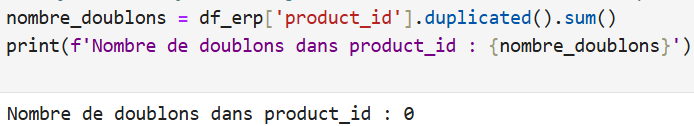 nombre_doublons = df_erp['product_id'].duplicated().sum()
print(f'Nombre de doublons dans product_id : {nombre_doublons}')
Nombre de doublons dans product_id : 0